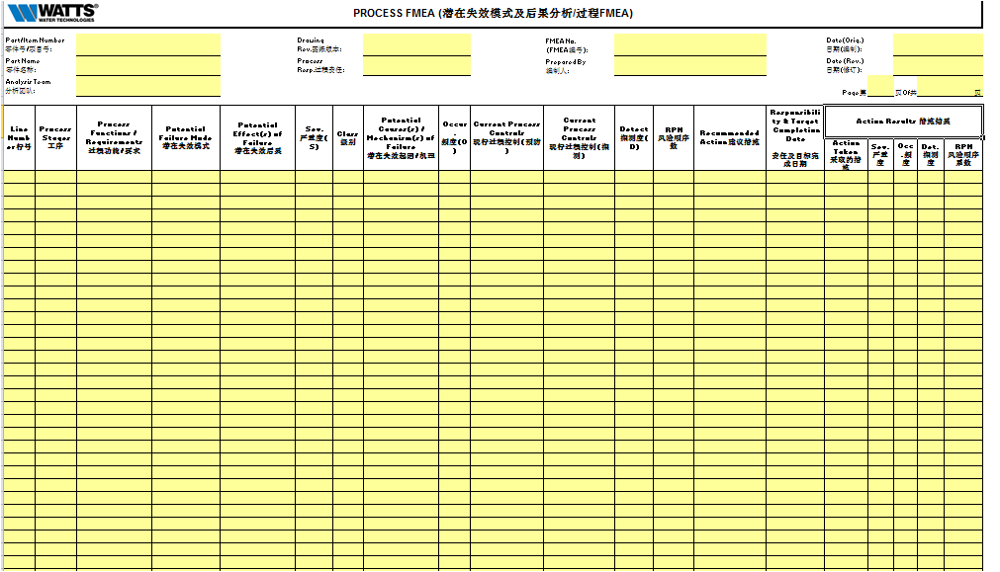 WATTS®
WATER TECHNOLOGIES
PROCESS FMEA (潜在失效模式及后果分析/过程FMEA)
Part/Item Number
零件号/项目号:
Drawing
Rev.图纸版本:
FMEA No.
(FMEA编号):
Date(Orig.)
日期(编制):
Part Name
零件名称:
Process
Resp.过程责任:
Prepared By
编制人:
Date (Rev.)
日期(修订):
Analysis Team
分析团队:
Page 第 页 Of共 页
Line
Numb
er行号
Process
Stages
工序
Process
Functions /
Requirements
过程功能/要求
Potential
Failure Mode
潜在失效模式
Potential
Effect(s) of
Failure
潜在失效后果
Sev.
严重度(
S)
Class
级别
Potential
Cause(s) /
Mechanism(s) of
Failure
潜在失效起因/机理
Occur
.
频度(O
)
Current Process
Controls
现行过程控制(预防
)
Current
Process
Controls
现行过程控制(探
测)
Detect
探测度(
D)
RPN
风险顺序
数
Recommended
Action建议措施
Responsibili
ty & Target
Completion
Date
责任及目标完
成日期
Action Results 措施结果
Action
Taken
采取的措
施
Sev.
严重
度
Occ
.频
度
Det.
探测
度
RPN
风险顺序
系数